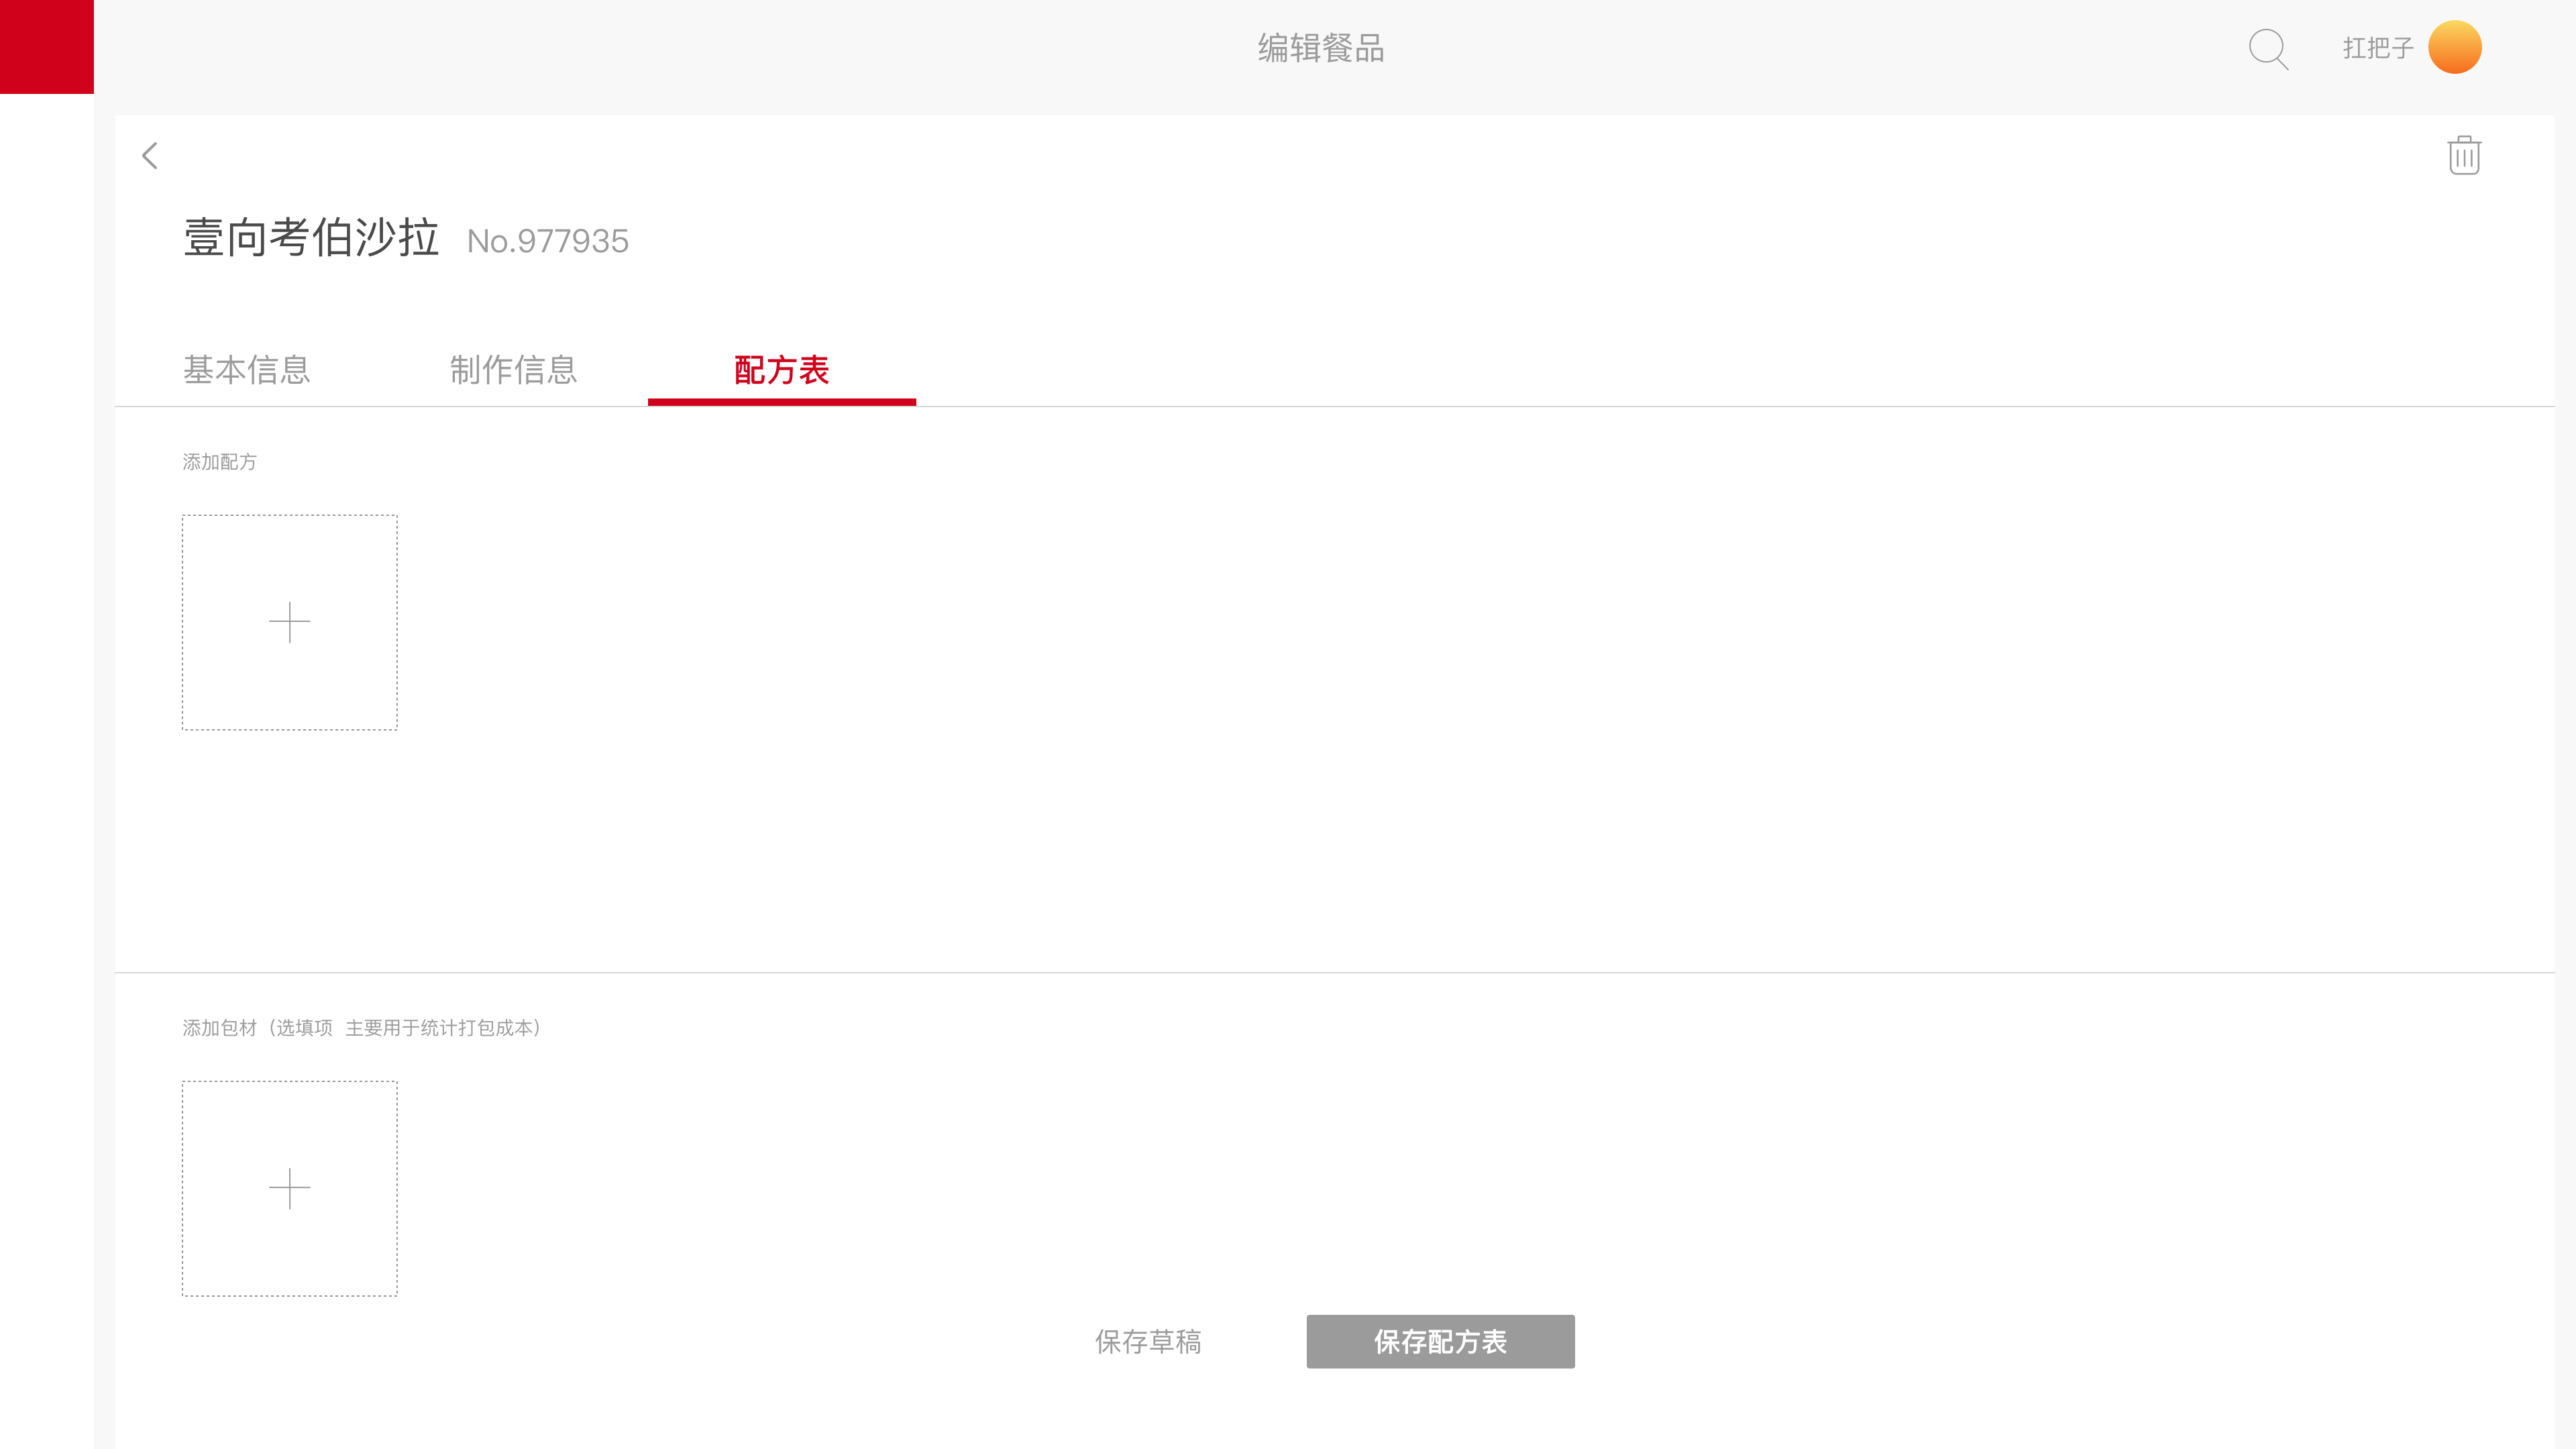 编辑餐品
扛把子
壹向考伯沙拉 No.977935
基本信息 制作信息 配方表
添加配方
添加包材（选填项 主要用于统计打包成本）
保存草稿 保存配方表